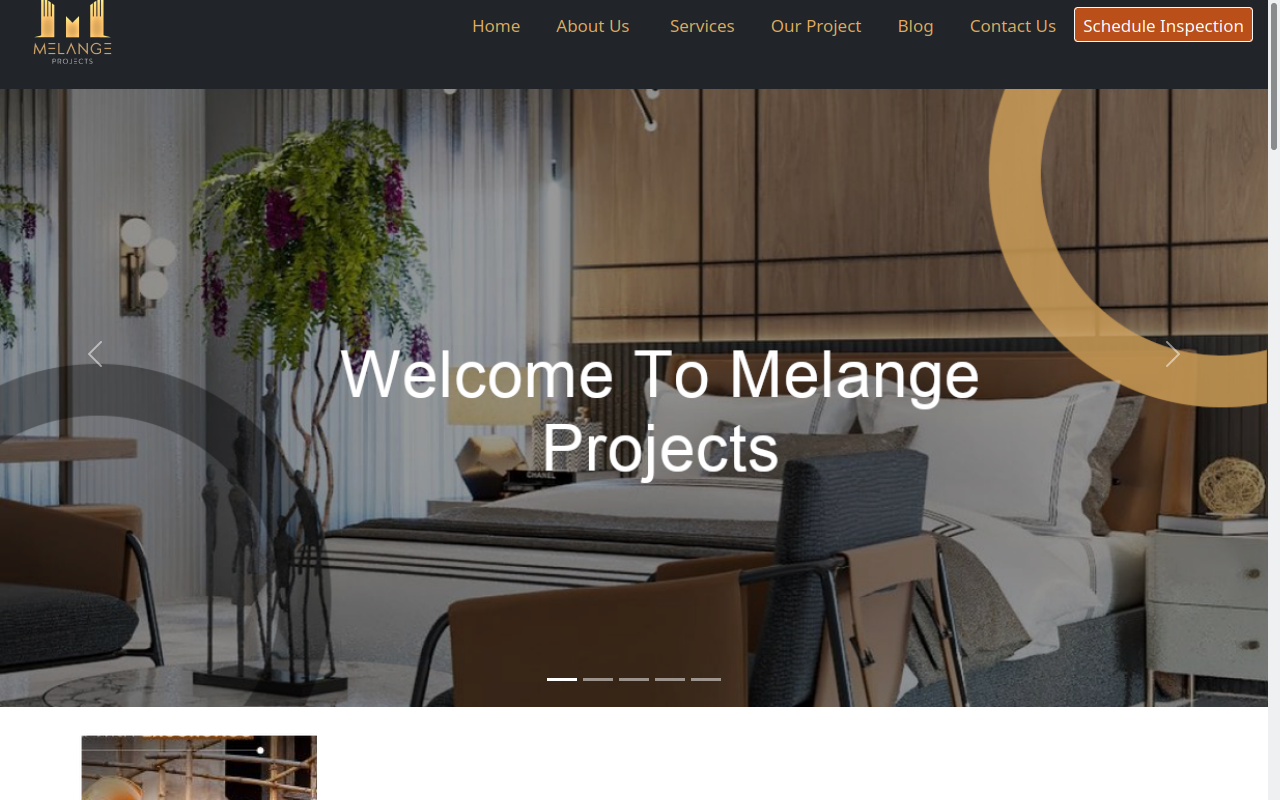 MELANGE
PROJECTS
Home
About Us
Services
Our Project
Blog
Contact Us
Schedule Inspection
Welcome To Melange
Projects
CHANEL